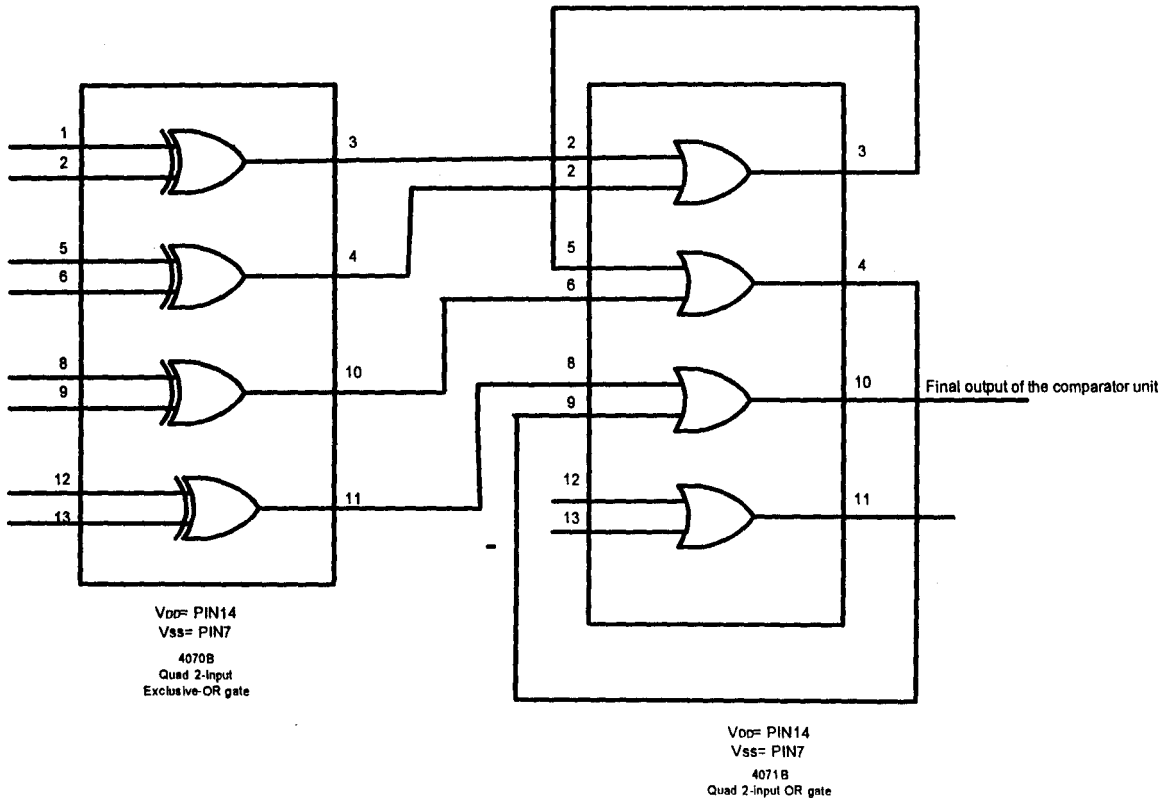 1
2
3
5
6
4
8
9
10
12
13
11
VDD= PIN14
Vss= PIN7
4070B
Quad 2-input
Exclusive-OR gate
2
2
3
5
6
4
8
9
10
Final output of the comparator unit
12
13
11
VDD= PIN14
Vss= PIN7
4071B
Quad 2-input OR gate